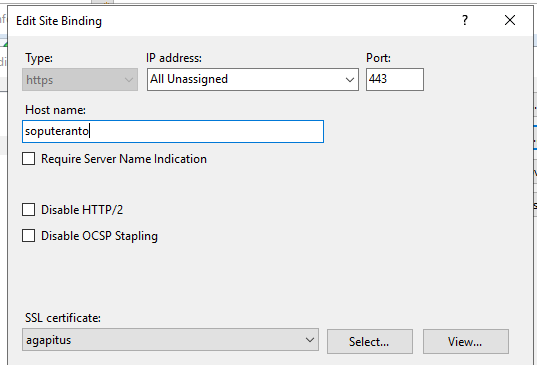 Edit Site Binding
?
Type:
IP address:
Port:
https
All Unassigned
443
Host name:
soputeranto
Require Server Name Indication
Disable HTTP/2
Disable OCSP Stapling
SSL certificate:
agapitus
Select...
View...